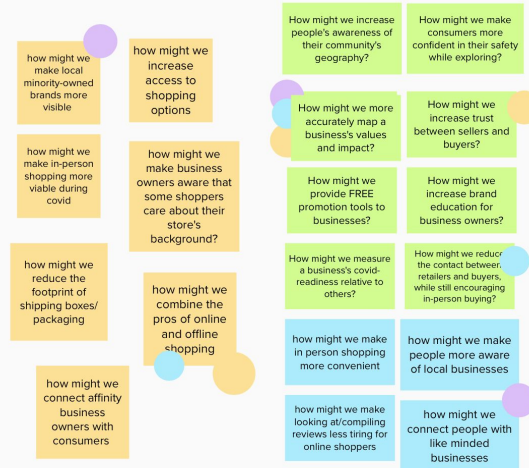 how might we
make local
minority-owned
brands more
visible
how might we
increase
access to
shopping
options
how might we
make in-person
shopping more
viable during
covid
how might we
make business
owners aware that
some shoppers
care about their
store's
background?
how might we
reduce the
footprint of
shipping boxes/
packaging
how might we
combine the
pros of online
and offline
shopping
how might we
connect affinity
business
owners with
consumers
How might we increase
people's awareness of
their community's
geography?
How might we make
consumers more
confident in their safety
while exploring?
How might we more
accurately map a
business's values
and impact?
How might we
increase trust
between sellers and
buyers?
How might we
provide FREE
promotion tools to
businesses?
How might we
increase brand
education for
business owners?
How might we measure
a business's covid-
readiness relative to
others?
How might we reduce
the contact between
retailers and buyers,
while still encouraging
in-person buying?
how might we make
in person shopping
more convenient
how might we make
people more aware
of local businesses
how might we make
looking at/compiling
reviews less tiring for
online shoppers
how might we
connect people with
like minded
businesses